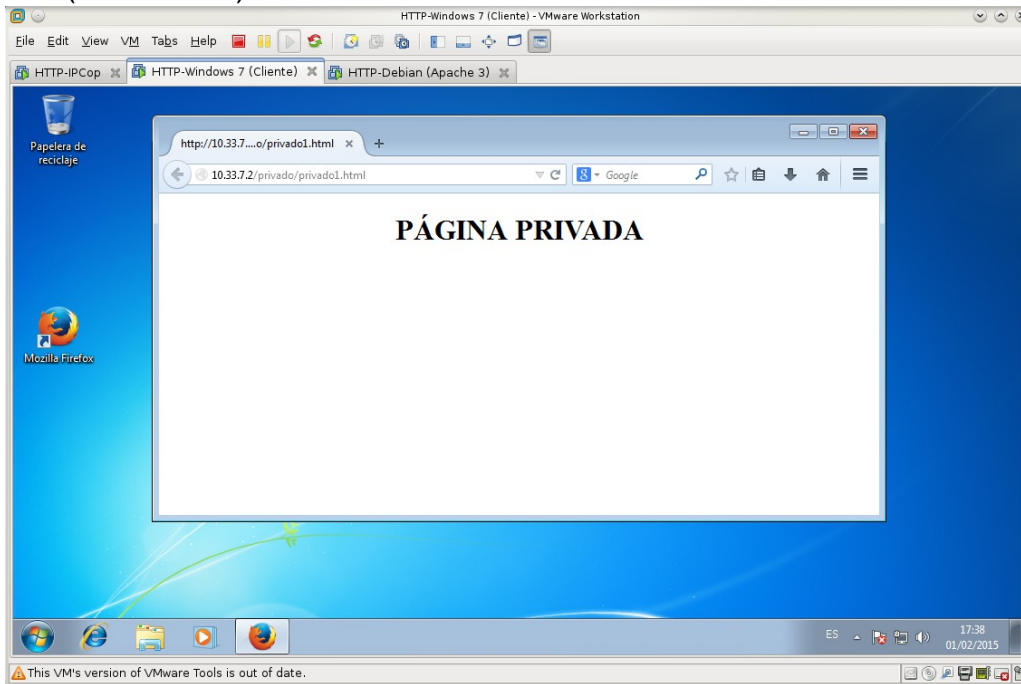 HTTP-Windows 7 (Cliente) - VMware Workstation
File Edit View VM Tabs Help
HTTP-IPCop HTTP-Windows 7 (Cliente) HTTP-Debian (Apache 3)
Papelera de
reciclaje
http://10.33.7....o/privado1.html
10.33.7.2/privado/privado1.html Google
PÁGINA PRIVADA
Mozilla Firefox
ES 17:38
01/02/2015
This VM's version of VMware Tools is out of date.